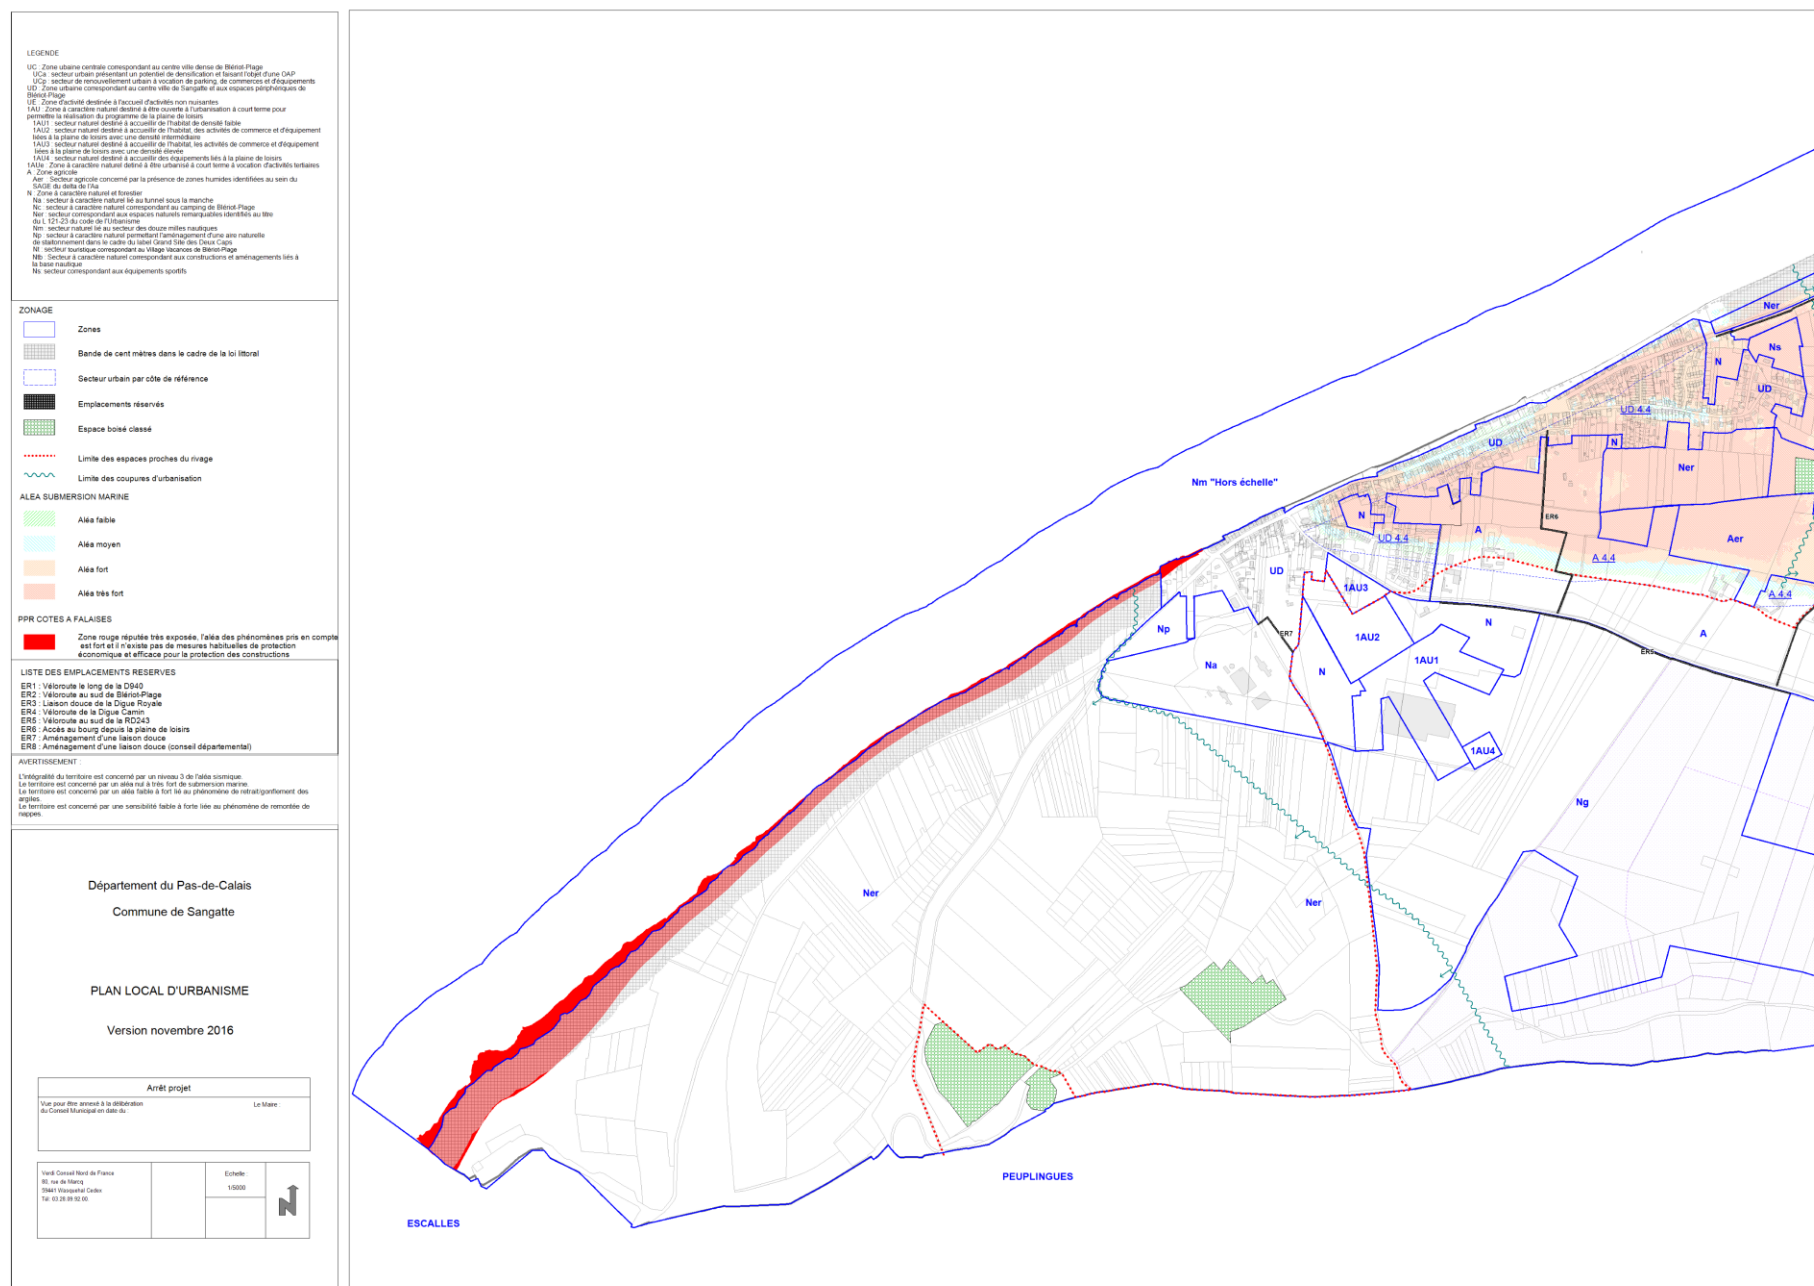 LEGENDE
UC : Zone ubaine centrale correspondant au centre ville dense de Blériot-Plage
UCa : secteur urbain présentant un potentiel de densification et faisant l'objet d'une OAP
UCp : secteur de renouvellement urbain à vocation de parking, de commerces et d'équipements
UD : Zone urbaine correspondant au centre ville de Sangatte et aux espaces périphériques de
Blériot-Plage
UE : Zone d'activité destinée à l'accueil d'activités non nuisantes
1AU : Zone à caractère naturel destiné à être ouverte à l'urbanisation à court terme pour
permettre la réalisation du programme de la plaine de loisirs
1AU1 : secteur naturel destiné à accueillir de l'habitat de densité faible
1AU2 : secteur naturel destiné à accueillir de l'habitat, des activités de commerce et d'équipement
liées à la plaine de loisirs avec une densité intermédiaire
1AU3 : secteur naturel destiné à accueillir de l'habitat, les activités de commerce et d'équipement
liées à la plaine de loisirs avec une densité élevée
1AU4 : secteur naturel destiné à accueillir des équipements liés à la plaine de loisirs
1AUe : Zone à caractère naturel detiné à être urbanisé à court terme à vocation d'activités tertiaires
A : Zone agricole
Aer : Secteur agricole concerné par la présence de zones humides identifiées au sein du
SAGE du delta de l'Aa
N : Zone à caractère naturel et forestier
Na : secteur à caractère naturel lié au tunnel sous la manche
Nc : secteur à caractère naturel correspondant au camping de Blériot-Plage
Ner : secteur correspondant aux espaces naturels remarquables identifiés au titre
du L 121-23 du code de l'Urbanisme
Nm : secteur naturel lié au secteur des douze milles nautiques
Np : secteur à caractère naturel permettant l'aménagement d'une aire naturelle
de stationnement dans le cadre du label Grand Site des Deux Caps
Nt : secteur touristique correspondant au Village Vacances de Blériot-Plage
Ntb : Secteur à caractère naturel correspondant aux constructions et aménagements liés à
la base nautique
Ns: secteur correspondant aux équipements sportifs
ZONAGE
Zones
Bande de cent mètres dans le cadre de la loi littoral
Secteur urbain par côte de référence
Emplacements réservés
Espace boisé classé
Limite des espaces proches du rivage
Limite des coupures d'urbanisation
ALEA SUBMERSION MARINE
Aléa faible
Aléa moyen
Aléa fort
Aléa très fort
PPR COTES A FALAISES
Zone rouge réputée très exposée, l'aléa des phénomènes pris en compte
est fort et il n'existe pas de mesures habituelles de protection
économique et efficace pour la protection des constructions
LISTE DES EMPLACEMENTS RESERVES
ER1 : Véloroute le long de la D940
ER2 : Véloroute au sud de Blériot-Plage
ER3 : Liaison douce de la Digue Royale
ER4 : Véloroute de la Digue Camin
ER5 : Véloroute au sud de la RD243
ER6 : Accès au bourg depuis la plaine de loisirs
ER7 : Aménagement d'une liaison douce
ER8 : Aménagement d'une liaison douce (conseil départemental)
AVERTISSEMENT :
L'intégralité du territoire est concerné par un niveau 3 de l'aléa sismique.
Le territoire est concerné par un aléa nul à très fort de submersion marine.
Le territoire est concerné par un aléa faible à fort lié au phénomène de retrait/gonflement des
argiles.
Le territoire est concerné par une sensibilité faible à forte liée au phénomène de remontée de
nappes.
Département du Pas-de-Calais
Commune de Sangatte
PLAN LOCAL D'URBANISME
Version novembre 2016
Arrêt projet
Vue pour être annexé à la délibération
du Conseil Municipal en date du :
Le Maire :
Verdi Conseil Nord de France
80, rue de Marcq
59441 Wasquehal Cedex
Tél: 03.28.09.92.00.
Echelle :
1/5000
N
Ner
Ns
N
UD
UD 4.4
UD
N
Ner
Nm "Hors échelle"
N
ER6
A
UD 4.4
Aer
A 4.4
UD
1AU3
A 4.4
Np
ER7
1AU2
N
A
Na
N
1AU1
ER5
1AU4
Ng
Ner
Ner
PEUPLINGUES
ESCALLES